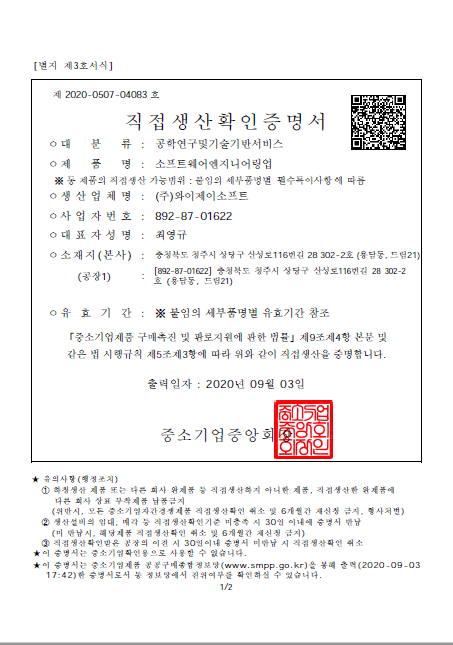 [별지 제3호서식]
제 2020-0507-04083 호
직접생산확인증명서
ㅇ대 분 류 : 공학연구및기술기반서비스
ㅇ제 품 명 : 소프트웨어엔지니어링업
※ 동 제품의 직접생산 가능범위 : 붙임의 세부품명별 필수특이사항에 따름
ㅇ생산업체명 : (주)와이제이소프트
ㅇ사업자번호 : 892-87-01622
ㅇ대표자성명 : 최영규
ㅇ소재지(본사) : 충청북도 청주시 상당구 산성로116번길 28 302-2호 (용담동, 드림21)
(공장1) : [892-87-01622] 충청북도 청주시 상당구 산성로116번길 28 302-2
호 (용담동, 드림21)
ㅇ유 효 기 간 : ※ 붙임의 세부품명별 유효기간 참조
「중소기업제품 구매촉진 및 판로지원에 관한 법률」제9조제4항 본문 및
같은 법 시행규칙 제5조제3항에 따라 위와 같이 직접생산을 증명합니다.
출력일자 : 2020년 09월 03일
중소기업중앙회장
★ 유의사항(행정조치)
① 하청생산 제품 또는 다른 회사 완제품 등 직접생산하지 아니한 제품, 직접생산한 완제품에
다른 회사 상표 부착제품 납품금지
(위반시, 모든 중소기업자간경쟁제품 직접생산확인 취소 및 6개월간 재신청 금지, 형사처벌)
② 생산설비의 임대, 매각 등 직접생산확인기준 미충족 시 30일 이내에 증명서 반납
(미 반납시, 해당제품 직접생산확인 취소 및 6개월간 재신청 금지)
③ 직접생산확인받은 공장의 이전 시 30일이내 증명서 미반납 시 직접생산확인 취소
★이 증명서는 중소기업확인용으로 사용할 수 없습니다.
★이 증명서는 중소기업제품 공공구매종합정보망(www.smpp.go.kr)을 통해 출력(2020-09-03
17:42)한 증명서로서 동 정보망에서 진위여부를 확인하실 수 있습니다.
1/2